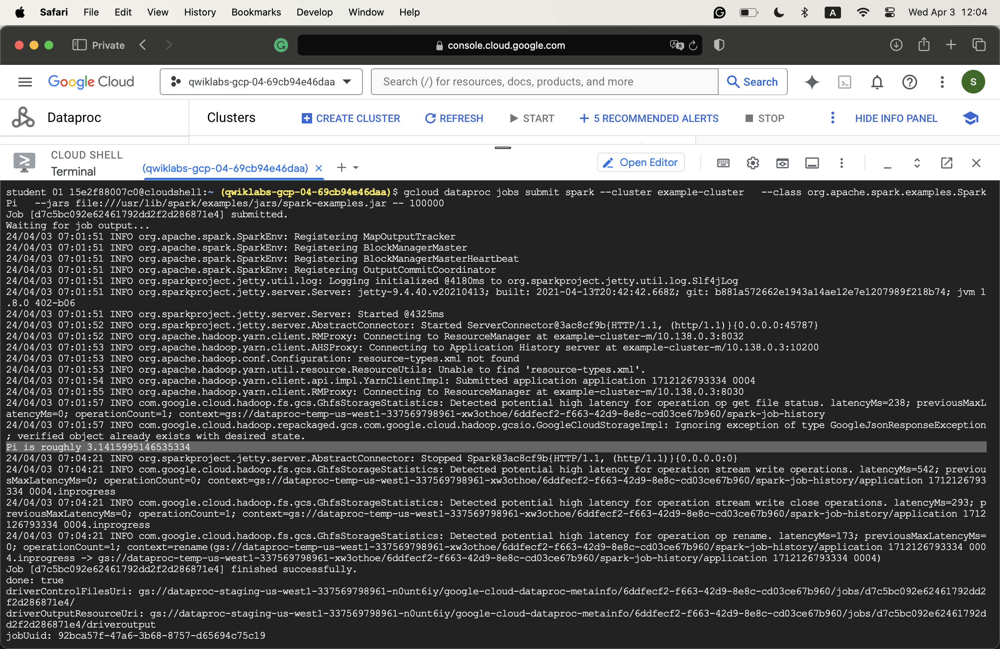 Safari File Edit View History Bookmarks Develop Window Help A Wed Apr 3 12:04
Private console.cloud.google.com
Google Cloud qwiklabs-gcp-04-69cb94e46daa Search (/) for resources, docs, products, and more Search S
Dataproc Clusters CREATE CLUSTER REFRESH START 5 RECOMMENDED ALERTS STOP HIDE INFO PANEL
CLOUD SHELL
Terminal (qwiklabs-gcp-04-69cb94e46daa) Open Editor
student_01_15e2f88007c0@cloudshell:~ (qwiklabs-gcp-04-69cb94e46daa)$ gcloud dataproc jobs submit spark --cluster example-cluster   --class org.apache.spark.examples.Spark
Pi   --jars file:///usr/lib/spark/examples/jars/spark-examples.jar -- 100000
Job [d7c5bc092e62461792dd2f2d286871e4] submitted.
Waiting for job output...
24/04/03 07:01:51 INFO org.apache.spark.SparkEnv: Registering MapOutputTracker
24/04/03 07:01:51 INFO org.apache.spark.SparkEnv: Registering BlockManagerMaster
24/04/03 07:01:51 INFO org.apache.spark.SparkEnv: Registering BlockManagerMasterHeartbeat
24/04/03 07:01:51 INFO org.apache.spark.SparkEnv: Registering OutputCommitCoordinator
24/04/03 07:01:51 INFO org.sparkproject.jetty.util.log: Logging initialized @4180ms to org.sparkproject.jetty.util.log.Slf4jLog
24/04/03 07:01:51 INFO org.sparkproject.jetty.server.Server: jetty-9.4.40.v20210413; built: 2021-04-13T20:42:42.668Z; git: b881a572662e1943a14ae12e7e1207989f218b74; jvm 1
.8.0_402-b06
24/04/03 07:01:51 INFO org.sparkproject.jetty.server.Server: Started @4325ms
24/04/03 07:01:52 INFO org.sparkproject.jetty.server.AbstractConnector: Started ServerConnector@3ac8cf9b{HTTP/1.1, (http/1.1)}{0.0.0.0:45787}
24/04/03 07:01:52 INFO org.apache.hadoop.yarn.client.RMProxy: Connecting to ResourceManager at example-cluster-m/10.138.0.3:8032
24/04/03 07:01:53 INFO org.apache.hadoop.yarn.client.AHSProxy: Connecting to Application History server at example-cluster-m/10.138.0.3:10200
24/04/03 07:01:53 INFO org.apache.hadoop.conf.Configuration: resource-types.xml not found
24/04/03 07:01:53 INFO org.apache.hadoop.yarn.util.resource.ResourceUtils: Unable to find 'resource-types.xml'.
24/04/03 07:01:54 INFO org.apache.hadoop.yarn.client.api.impl.YarnClientImpl: Submitted application application_1712126793334_0004
24/04/03 07:01:55 INFO org.apache.hadoop.yarn.client.RMProxy: Connecting to ResourceManager at example-cluster-m/10.138.0.3:8030
24/04/03 07:01:57 INFO com.google.cloud.hadoop.fs.gcs.GhfsStorageStatistics: Detected potential high latency for operation op_get_file_status. latencyMs=238; previousMaxL
atencyMs=0; operationCount=1; context=gs://dataproc-temp-us-west1-337569798961-xw3othoe/6ddfecf2-f663-42d9-8e8c-cd03ce67b960/spark-job-history
24/04/03 07:01:57 INFO com.google.cloud.hadoop.repackaged.gcs.com.google.cloud.hadoop.gcsio.GoogleCloudStorageImpl: Ignoring exception of type GoogleJsonResponseException
; verified object already exists with desired state.
Pi is roughly 3.1415995146535334
24/04/03 07:04:21 INFO org.sparkproject.jetty.server.AbstractConnector: Stopped Spark@3ac8cf9b{HTTP/1.1, (http/1.1)}{0.0.0.0:0}
24/04/03 07:04:21 INFO com.google.cloud.hadoop.fs.gcs.GhfsStorageStatistics: Detected potential high latency for operation stream_write_operations. latencyMs=542; previou
sMaxLatencyMs=0; operationCount=0; context=gs://dataproc-temp-us-west1-337569798961-xw3othoe/6ddfecf2-f663-42d9-8e8c-cd03ce67b960/spark-job-history/application_1712126793
334_0004.inprogress
24/04/03 07:04:21 INFO com.google.cloud.hadoop.fs.gcs.GhfsStorageStatistics: Detected potential high latency for operation stream_write_close_operations. latencyMs=293; p
reviousMaxLatencyMs=0; operationCount=1; context=gs://dataproc-temp-us-west1-337569798961-xw3othoe/6ddfecf2-f663-42d9-8e8c-cd03ce67b960/spark-job-history/application_1712
126793334_0004.inprogress
24/04/03 07:04:21 INFO com.google.cloud.hadoop.fs.gcs.GhfsStorageStatistics: Detected potential high latency for operation op_rename. latencyMs=173; previousMaxLatencyMs=
0; operationCount=1; context=rename(gs://dataproc-temp-us-west1-337569798961-xw3othoe/6ddfecf2-f663-42d9-8e8c-cd03ce67b960/spark-job-history/application_1712126793334_000
4.inprogress -> gs://dataproc-temp-us-west1-337569798961-xw3othoe/6ddfecf2-f663-42d9-8e8c-cd03ce67b960/spark-job-history/application_1712126793334_0004)
Job [d7c5bc092e62461792dd2f2d286871e4] finished successfully.
done: true
driverControlFilesUri: gs://dataproc-staging-us-west1-337569798961-n0unt6iy/google-cloud-dataproc-metainfo/6ddfecf2-f663-42d9-8e8c-cd03ce67b960/jobs/d7c5bc092e62461792dd2
f2d286871e4/
driverOutputResourceUri: gs://dataproc-staging-us-west1-337569798961-n0unt6iy/google-cloud-dataproc-metainfo/6ddfecf2-f663-42d9-8e8c-cd03ce67b960/jobs/d7c5bc092e62461792d
d2f2d286871e4/driveroutput
jobUuid: 92bca57f-47a6-3b68-8757-d65694c75c19